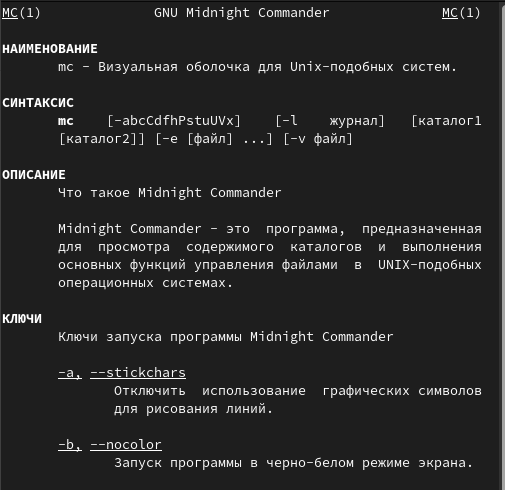 MC(1) GNU Midnight Commander MC(1)
НАИМЕНОВАНИЕ
mc - Визуальная оболочка для Unix-подобных систем.
СИНТАКСИС
mc [-abcCdfhPstuUVx] [-l журнал] [каталог1
[каталог2]] [-e [файл] ...] [-v файл]
ОПИСАНИЕ
Что такое Midnight Commander
Midnight Commander - это программа, предназначенная
для просмотра содержимого каталогов и выполнения
основных функций управления файлами в UNIX-подобных
операционных системах.
КЛЮЧИ
Ключи запуска программы Midnight Commander
-a, --stickchars
Отключить использование графических символов
для рисования линий.
-b, --nocolor
Запуск программы в черно-белом режиме экрана.